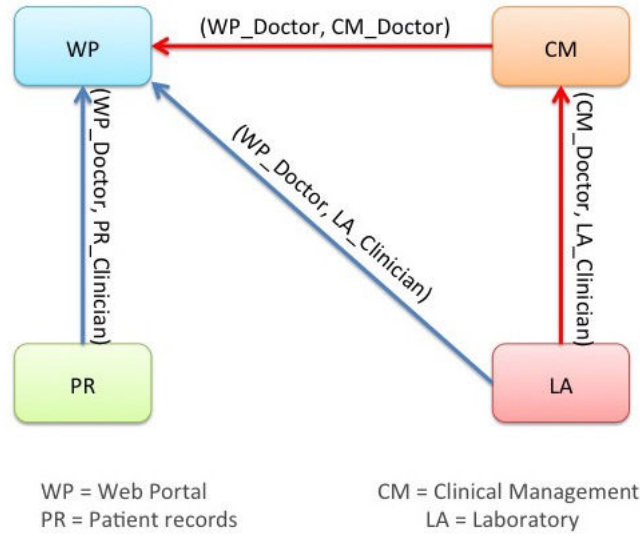 (WP_Doctor, CM_Doctor)
WP
CM
(WP_Doctor, PR_Clinician)
(WP_Doctor, LA_Clinician)
(CM_Doctor, LA_Clinician)
PR
LA
WP = Web Portal
CM = Clinical Management
PR = Patient records
LA = Laboratory